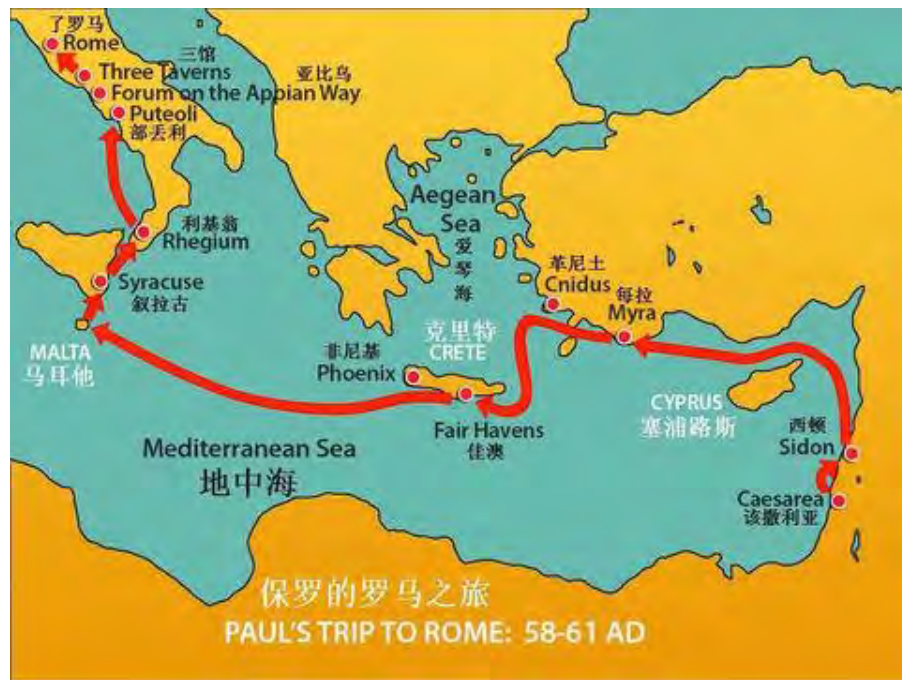 了罗马
Rome
三馆
Three Taverns
亚比乌
Forum on the Appian Way
Puteoli
部丢利
Aegean
Sea
爱
琴
海
利基翁
Rhegium
革尼土
Cnidus
每拉
Myra
Syracuse
叙拉古
克里特
CRETE
MALTA
马耳他
非尼基
Phoenix
CYPRUS
塞浦路斯
西顿
Sidon
Fair Havens
佳澳
Mediterranean Sea
地中海
Caesarea
该撒利亚
保罗的罗马之旅
PAUL'S TRIP TO ROME: 58-61 AD